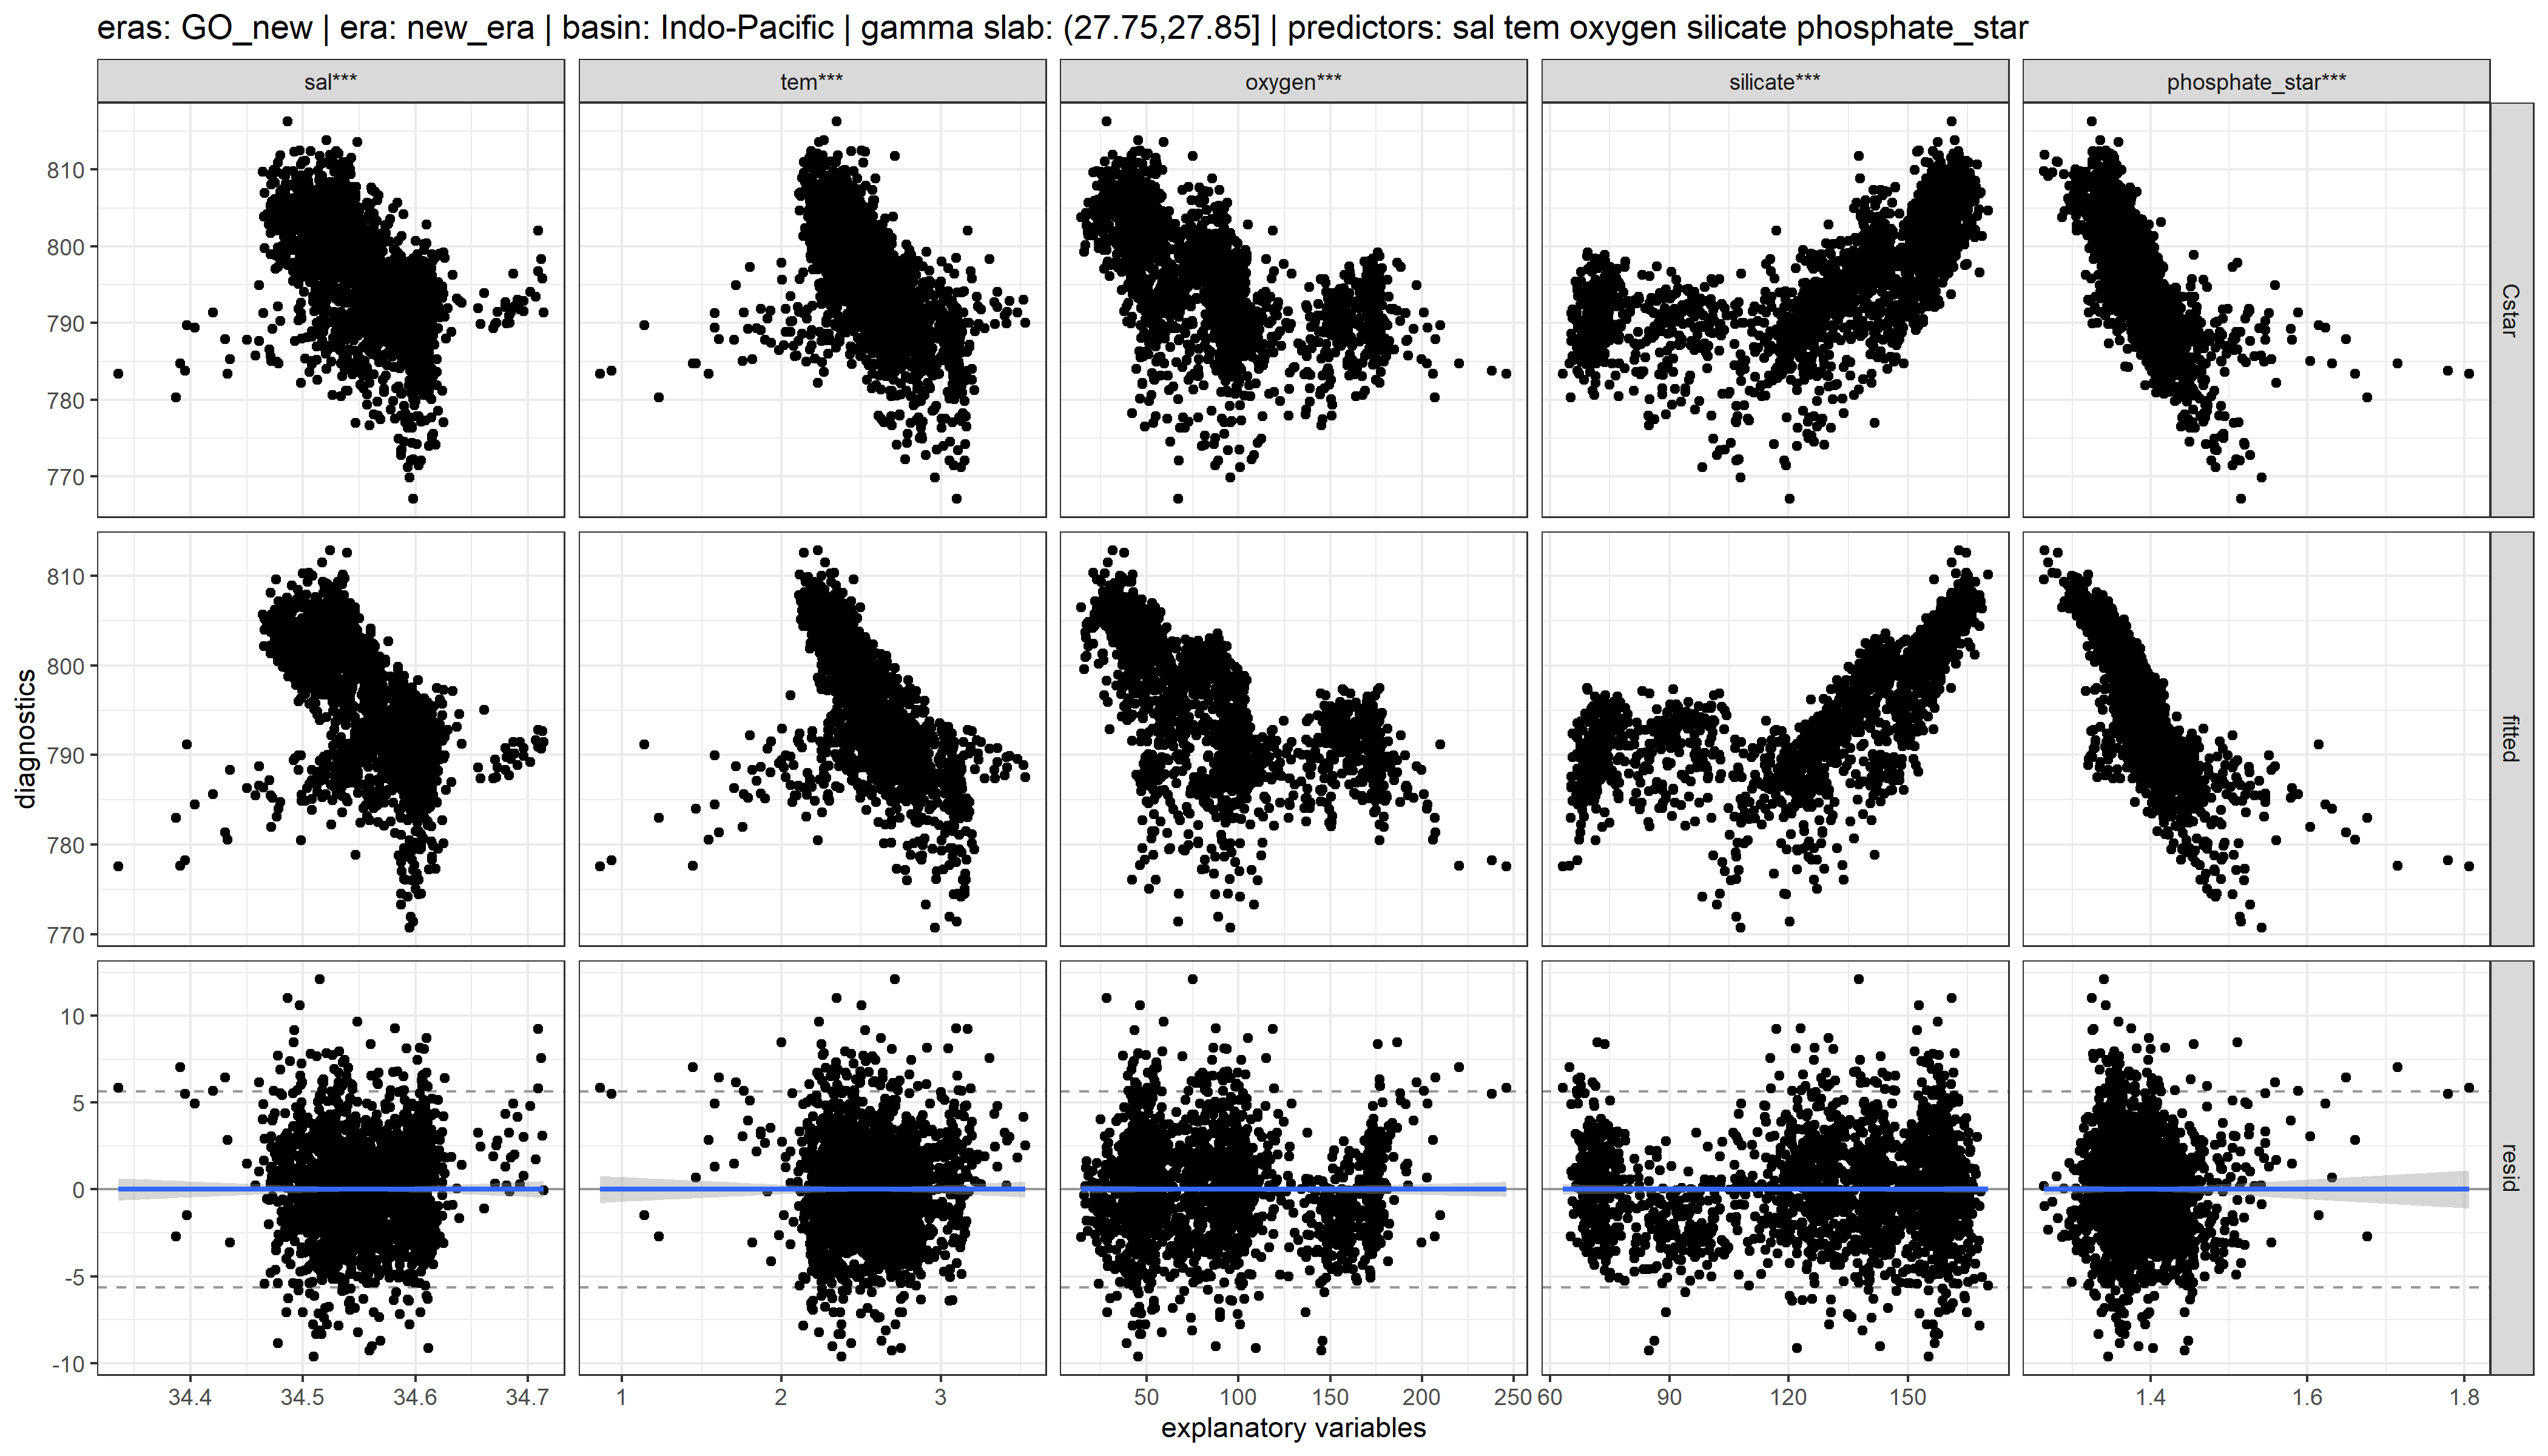 eras: GO_new | era: new_era | basin: Indo-Pacific | gamma slab: (27.75,27.85] | predictors: sal tem oxygen silicate phosphate_star
sal*** tem*** oxygen*** silicate*** phosphate_star***
810
800
790
780
770
Cstar
810
800
790
780
770
fitted
diagnostics
10
5
0
-5
-10
resid
34.4 34.5 34.6 34.7 1 2 3 50 100 150 200 250 60 90 120 150 1.4 1.6 1.8
explanatory variables